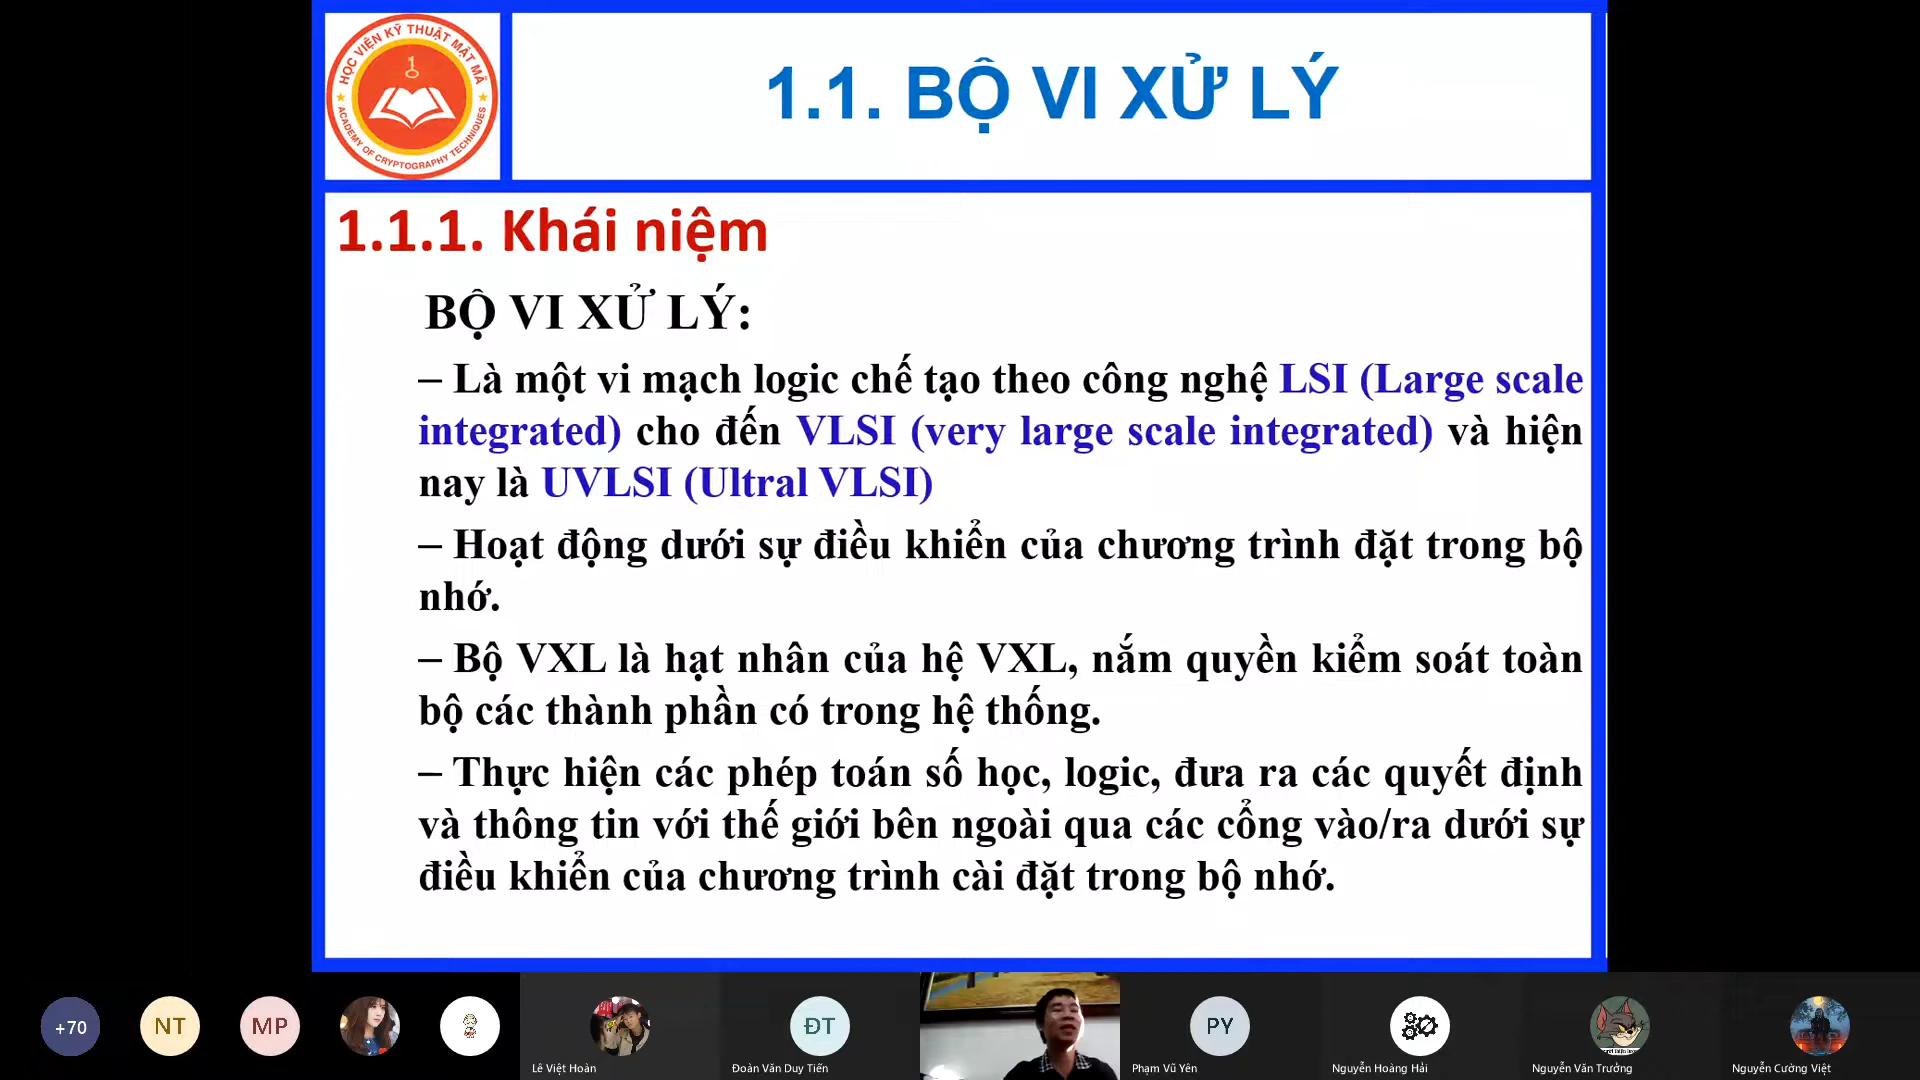 HỌC VIỆN KỸ THUẬT MẬT MÃ
ACADEMY OF CRYPTOGRAPHY TECHNIQUES
1.1. BỘ VI XỬ LÝ
1.1.1. Khái niệm
BỘ VI XỬ LÝ:
– Là một vi mạch logic chế tạo theo công nghệ LSI (Large scale
integrated) cho đến VLSI (very large scale integrated) và hiện
nay là UVLSI (Ultral VLSI)
– Hoạt động dưới sự điều khiển của chương trình đặt trong bộ
nhớ.
– Bộ VXL là hạt nhân của hệ VXL, nắm quyền kiểm soát toàn
bộ các thành phần có trong hệ thống.
– Thực hiện các phép toán số học, logic, đưa ra các quyết định
và thông tin với thế giới bên ngoài qua các cổng vào/ra dưới sự
điều khiển của chương trình cài đặt trong bộ nhớ.
+70
NT
MP
ĐT
PY
Lê Việt Hoàn
Đoàn Văn Duy Tiến
Phạm Vũ Yên
Nguyễn Hoàng Hải
Nguyễn Văn Trưởng
Nguyễn Cường Việt